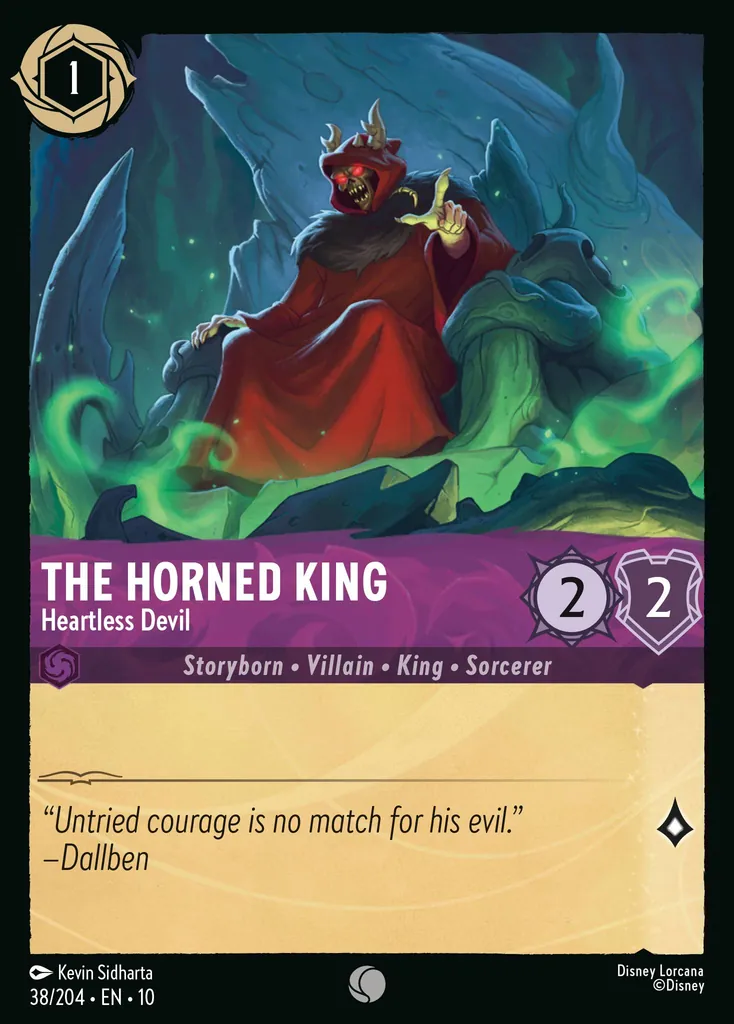 1
THE HORNED KING
Heartless Devil
2
2
Storyborn • Villain • King • Sorcerer
“Untried courage is no match for his evil.”
–Dallben
Kevin Sidharta
38/204 • EN • 10
Disney Lorcana
©Disney